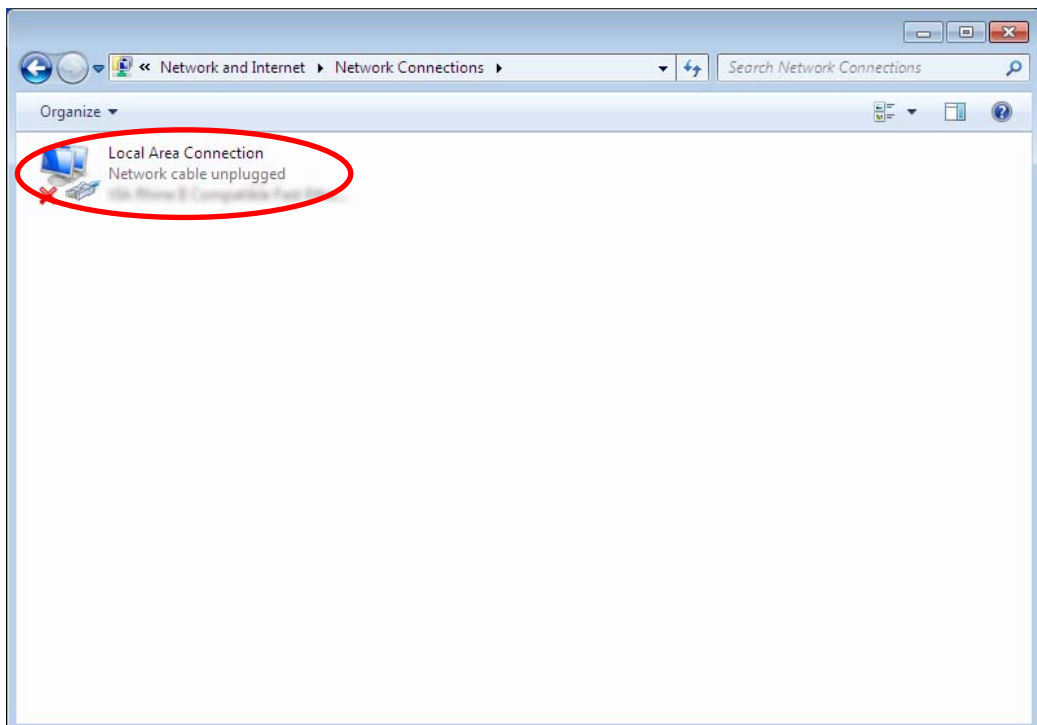 « Network and Internet ▸ Network Connections ▸
Search Network Connections
Organize
Local Area Connection
Network cable unplugged